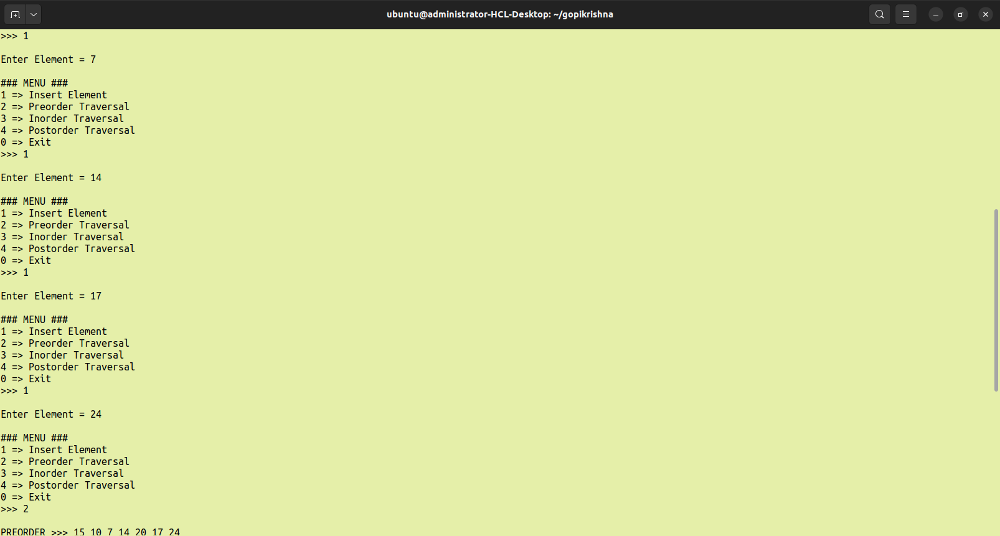 ubuntu@administrator-HCL-Desktop: ~/gopikrishna
>>> 1
Enter Element = 7
### MENU ###
1 => Insert Element
2 => Preorder Traversal
3 => Inorder Traversal
4 => Postorder Traversal
0 => Exit
>>> 1
Enter Element = 14
### MENU ###
1 => Insert Element
2 => Preorder Traversal
3 => Inorder Traversal
4 => Postorder Traversal
0 => Exit
>>> 1
Enter Element = 17
### MENU ###
1 => Insert Element
2 => Preorder Traversal
3 => Inorder Traversal
4 => Postorder Traversal
0 => Exit
>>> 1
Enter Element = 24
### MENU ###
1 => Insert Element
2 => Preorder Traversal
3 => Inorder Traversal
4 => Postorder Traversal
0 => Exit
>>> 2
PREORDER >>> 15 10 7 14 20 17 24